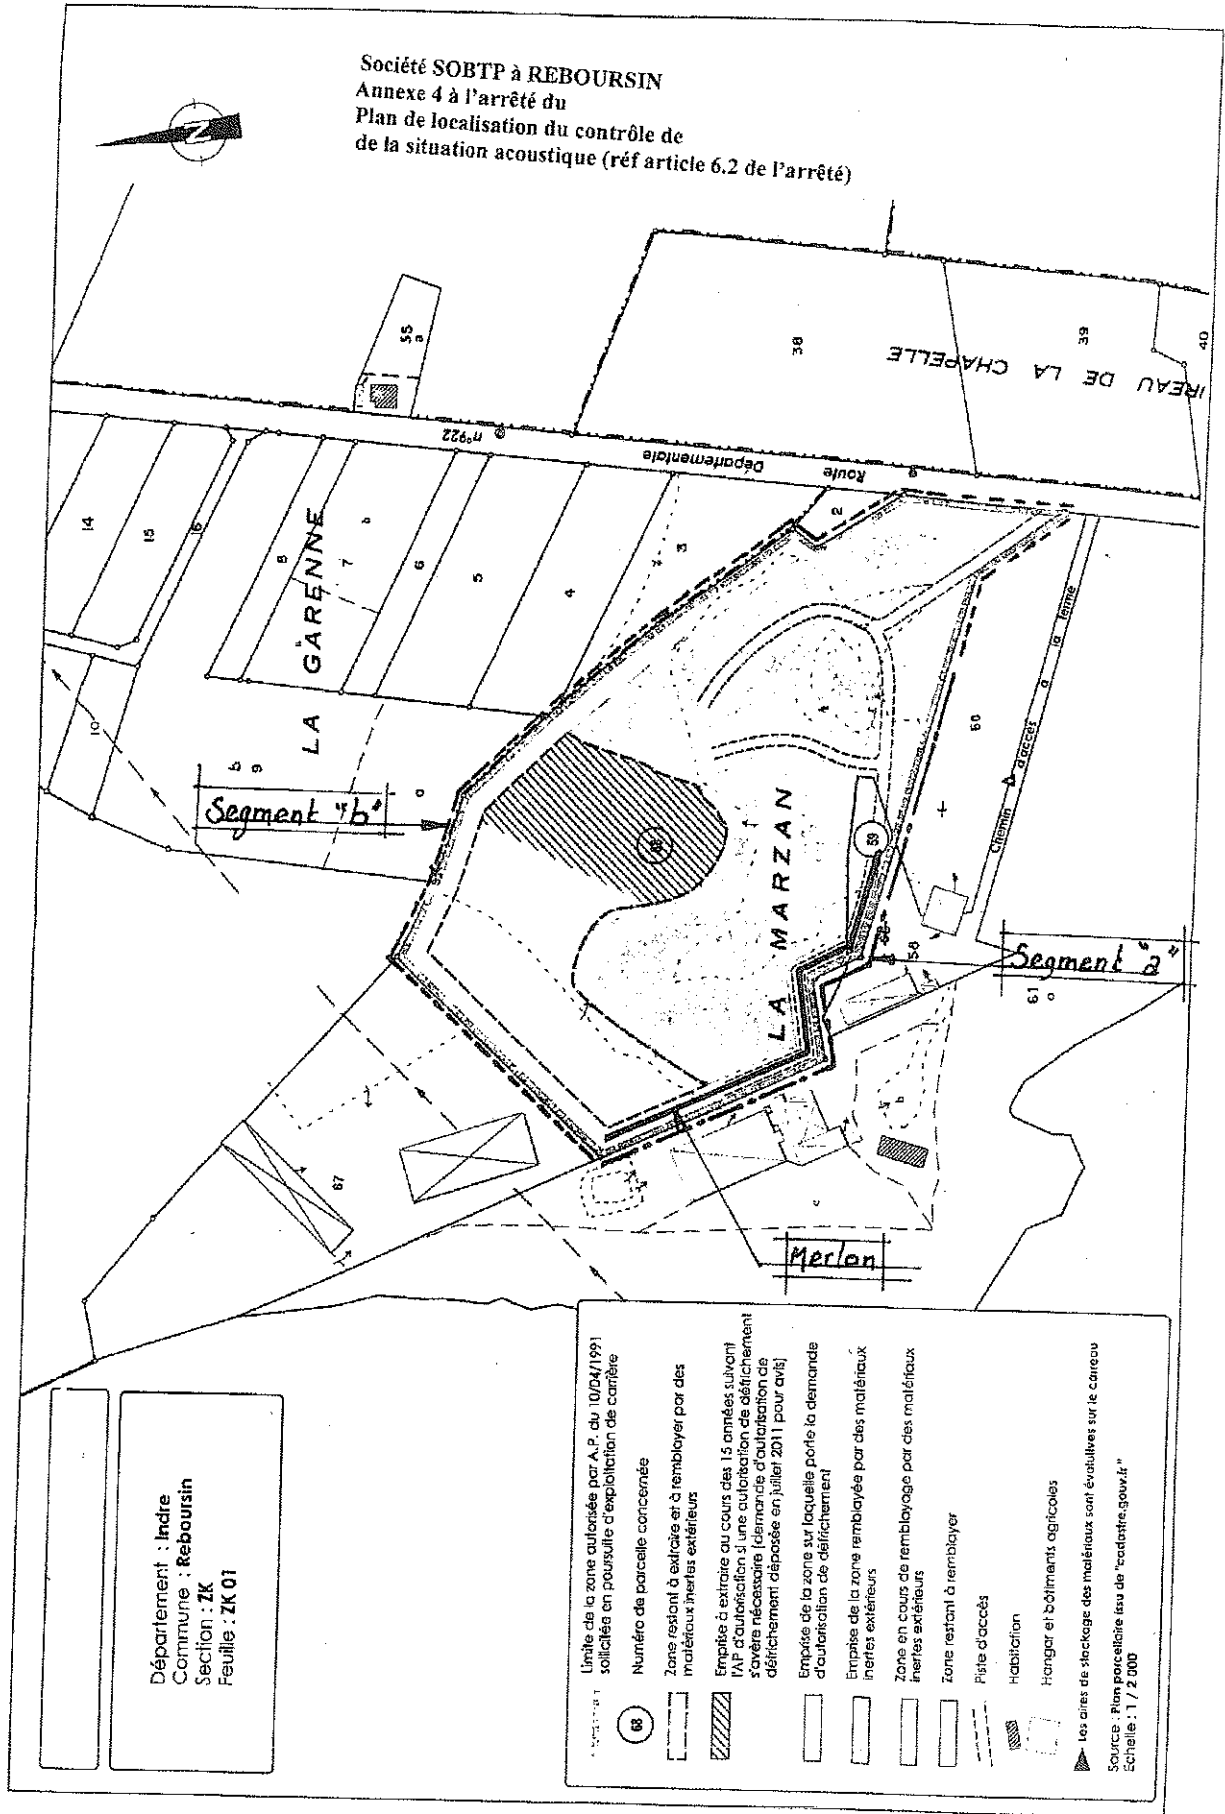 Société SOBTP à REBOURSIN
Annexe 4 à l'arrêté du
Plan de localisation du contrôle de
de la situation acoustique (réf article 6.2 de l'arrêté)
N
55
a
14
15
16
LA GARENNE
8
7
6
5
4
3
2
10
n°922
Route Départementale
38
39
40
IREAU DE LA CHAPELLE
b
9
Segment "b"
68
LA MARZAN
59
60
Chemin d'accès a la ferme
58
Segment "a"
61
67
b
c
Merlon
Département : Indre
Commune : Reboursin
Section : ZK
Feuille : ZK 01
Limite de la zone autorisée par A.P. du 10/04/1991
sollicitée en poursuite d'exploitation de carrière
68
Numéro de parcelle concernée
Zone restant à extraire et à remblayer par des
matériaux inertes extérieurs
Emprise à extraire au cours des 15 années suivant
l'AP d'autorisation si une autorisation de défrichement
s'avère nécessaire (demande d'autorisation de
défrichement déposée en juillet 2011 pour avis)
Emprise de la zone sur laquelle porte la demande
d'autorisation de défrichement
Emprise de la zone remblayée par des matériaux
inertes extérieurs
Zone en cours de remblayage par des matériaux
inertes extérieurs
Zone restant à remblayer
Piste d'accès
Habitation
Hangar et bâtiments agricoles
Les aires de stockage des matériaux sont évolutives sur le carreau
Source : Plan parcellaire issu de "cadastre.gouv.fr"
Echelle : 1 / 2 000